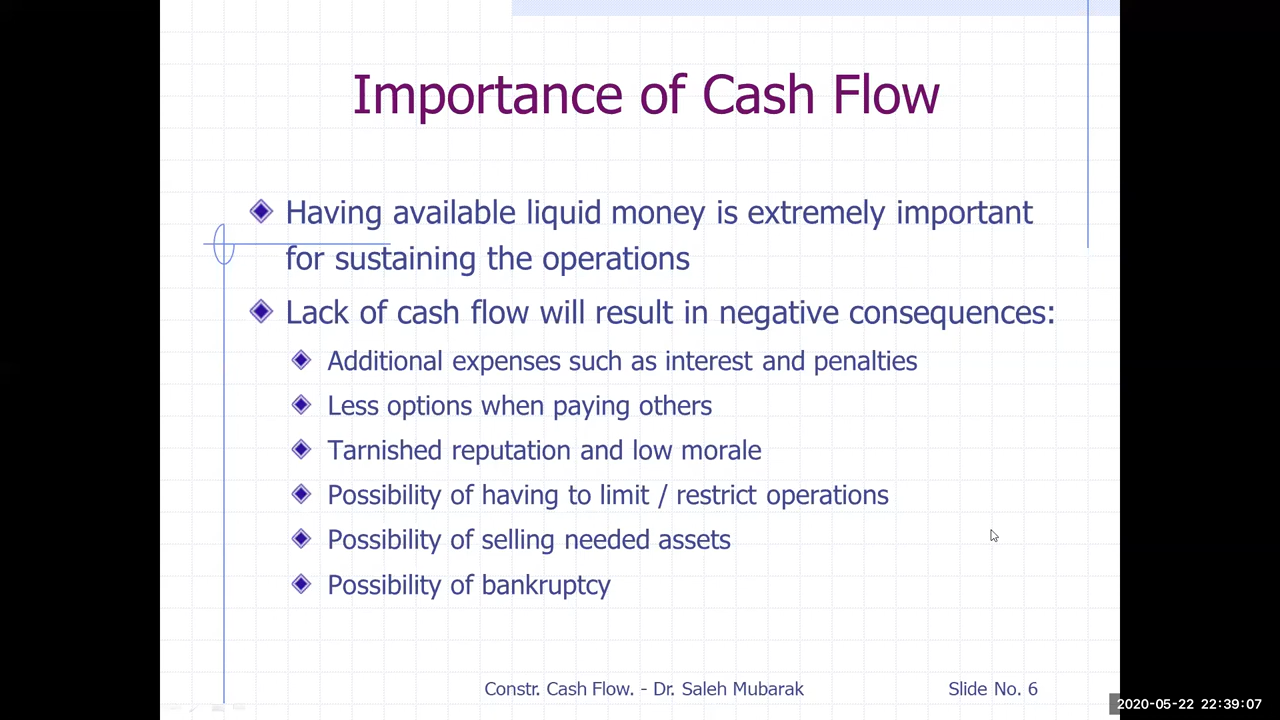 Importance of Cash Flow
Having available liquid money is extremely important
for sustaining the operations
Lack of cash flow will result in negative consequences:
Additional expenses such as interest and penalties
Less options when paying others
Tarnished reputation and low morale
Possibility of having to limit / restrict operations
Possibility of selling needed assets
Possibility of bankruptcy
Constr. Cash Flow. - Dr. Saleh Mubarak
Slide No. 6
2020-05-22 22:39:07